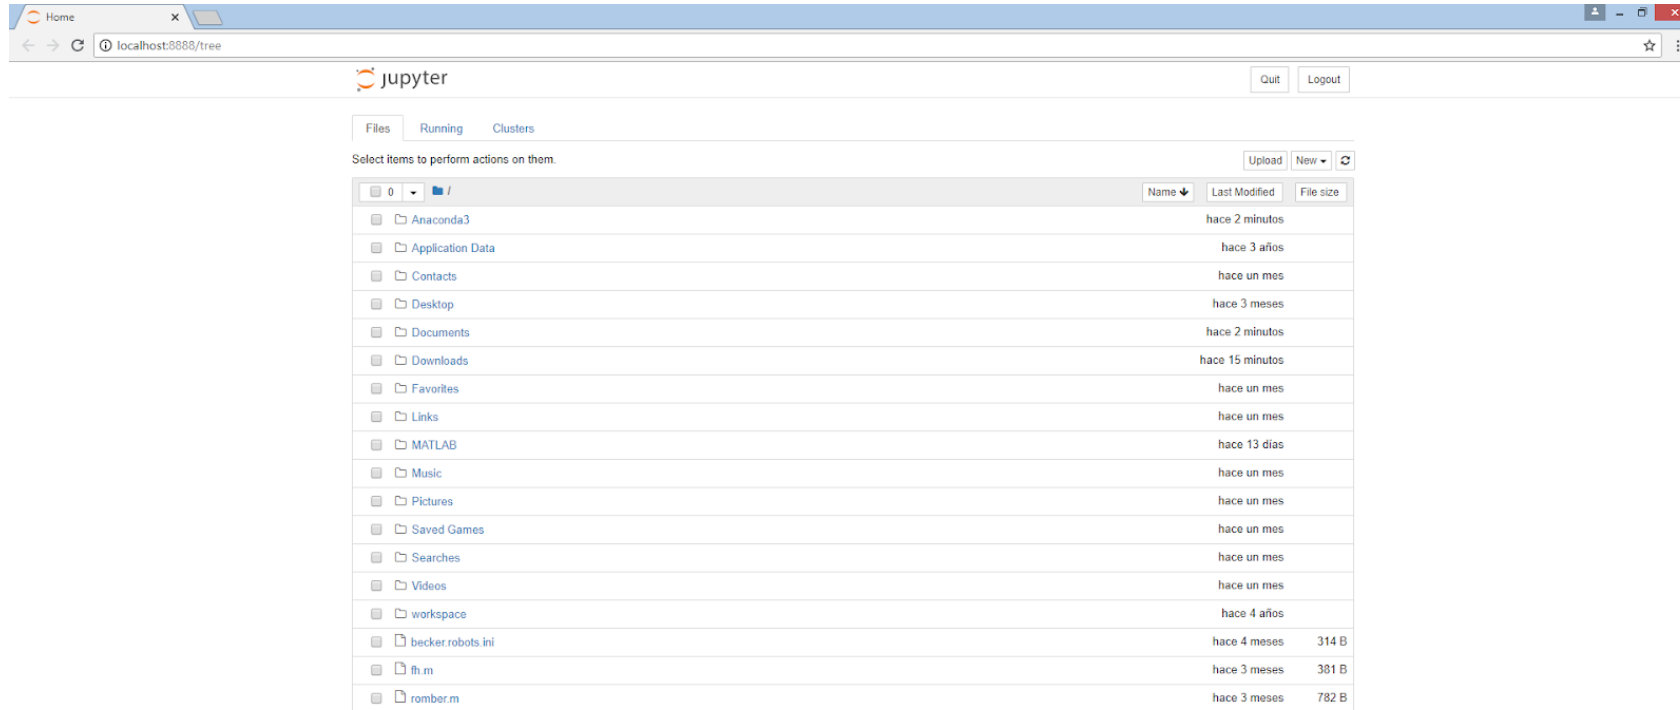 Home
localhost:8888/tree
jupyter
Quit Logout
Files Running Clusters
Select items to perform actions on them.
Upload New
0 / Name Last Modified File size
Anaconda3 hace 2 minutos
Application Data hace 3 años
Contacts hace un mes
Desktop hace 3 meses
Documents hace 2 minutos
Downloads hace 15 minutos
Favorites hace un mes
Links hace un mes
MATLAB hace 13 días
Music hace un mes
Pictures hace un mes
Saved Games hace un mes
Searches hace un mes
Videos hace un mes
workspace hace 4 años
becker.robots.ini hace 4 meses 314 B
fh.m hace 3 meses 381 B
romber.m hace 3 meses 782 B